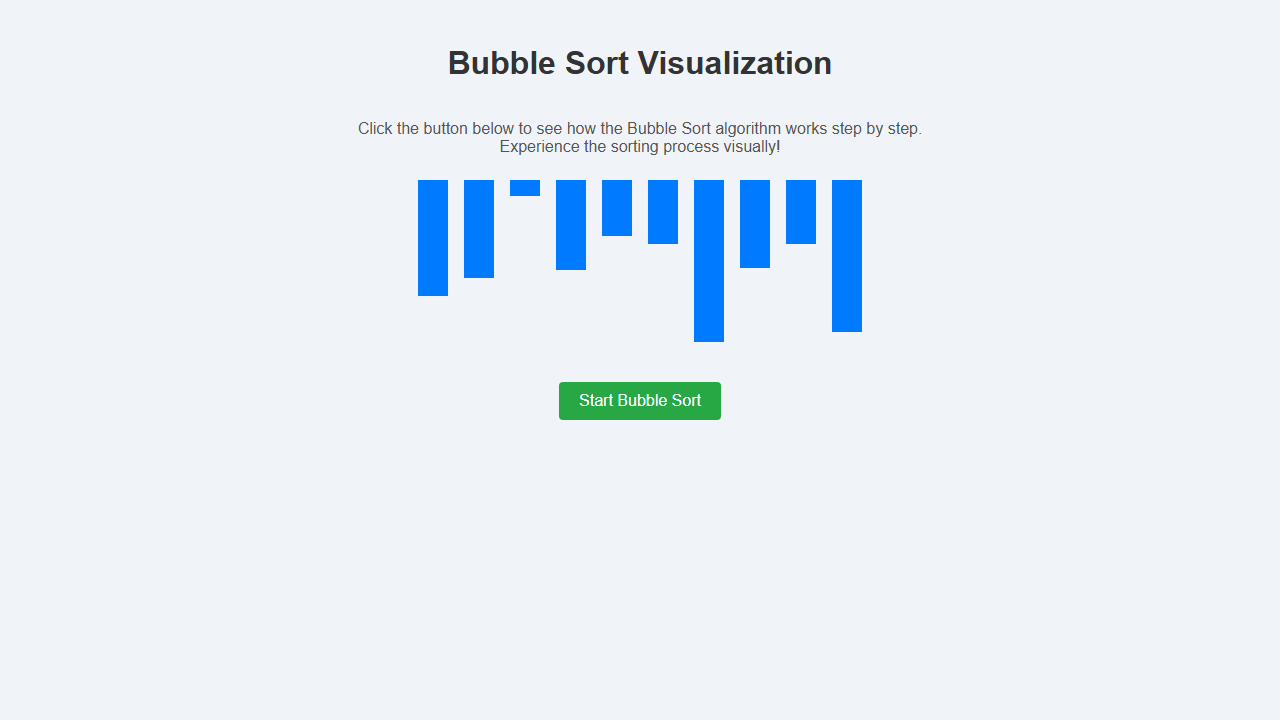 Bubble Sort Visualization
Click the button below to see how the Bubble Sort algorithm works step by step.
Experience the sorting process visually!
Start Bubble Sort